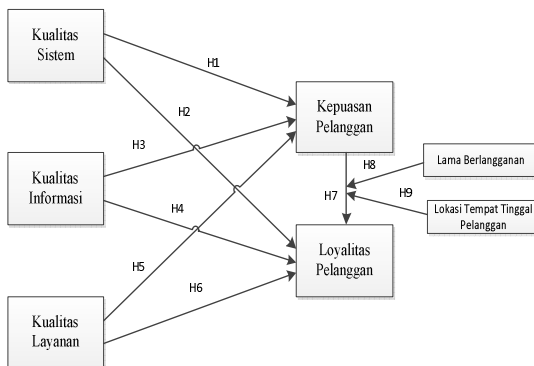 Kualitas
Sistem
H1
Kepuasan
Pelanggan
H2
H3
H8
Lama Berlangganan
Kualitas
Informasi
H7
H9
Lokasi Tempat Tinggal
Pelanggan
H4
Loyalitas
Pelanggan
H5
H6
Kualitas
Layanan